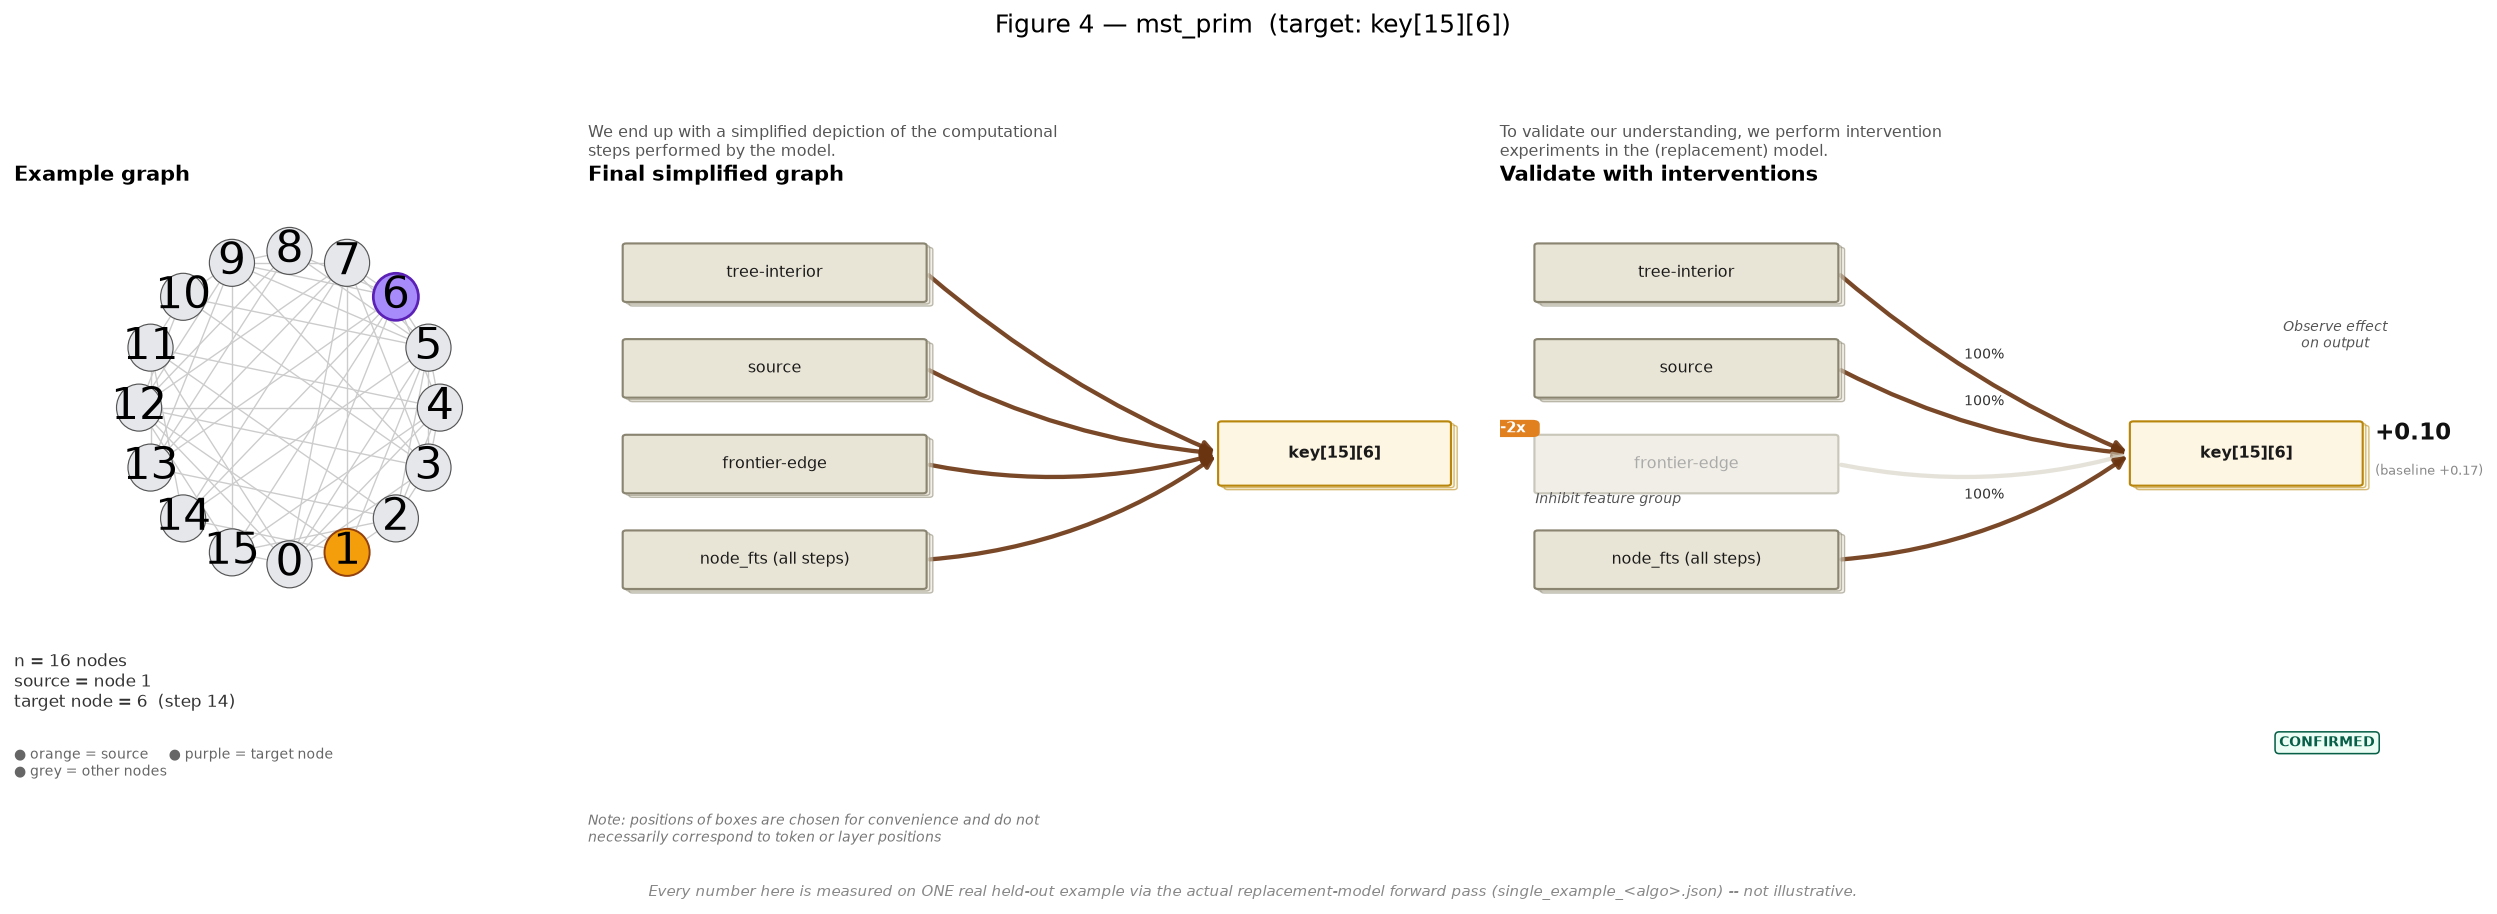 Figure 4 — mst_prim  (target: key[15][6])
Example graph
9
8
7
10
6
11
5
12
4
13
3
14
2
15
0
1
n = 16 nodes
source = node 1
target node = 6  (step 14)
● orange = source     ● purple = target node
● grey = other nodes
We end up with a simplified depiction of the computational
steps performed by the model.
Final simplified graph
tree-interior
source
frontier-edge
node_fts (all steps)
key[15][6]
Note: positions of boxes are chosen for convenience and do not
necessarily correspond to token or layer positions
To validate our understanding, we perform intervention
experiments in the (replacement) model.
Validate with interventions
tree-interior
source
-2x
frontier-edge
Inhibit feature group
node_fts (all steps)
100%
100%
100%
Observe effect
on output
key[15][6]
+0.10
(baseline +0.17)
CONFIRMED
Every number here is measured on ONE real held-out example via the actual replacement-model forward pass (single_example_<algo>.json) -- not illustrative.